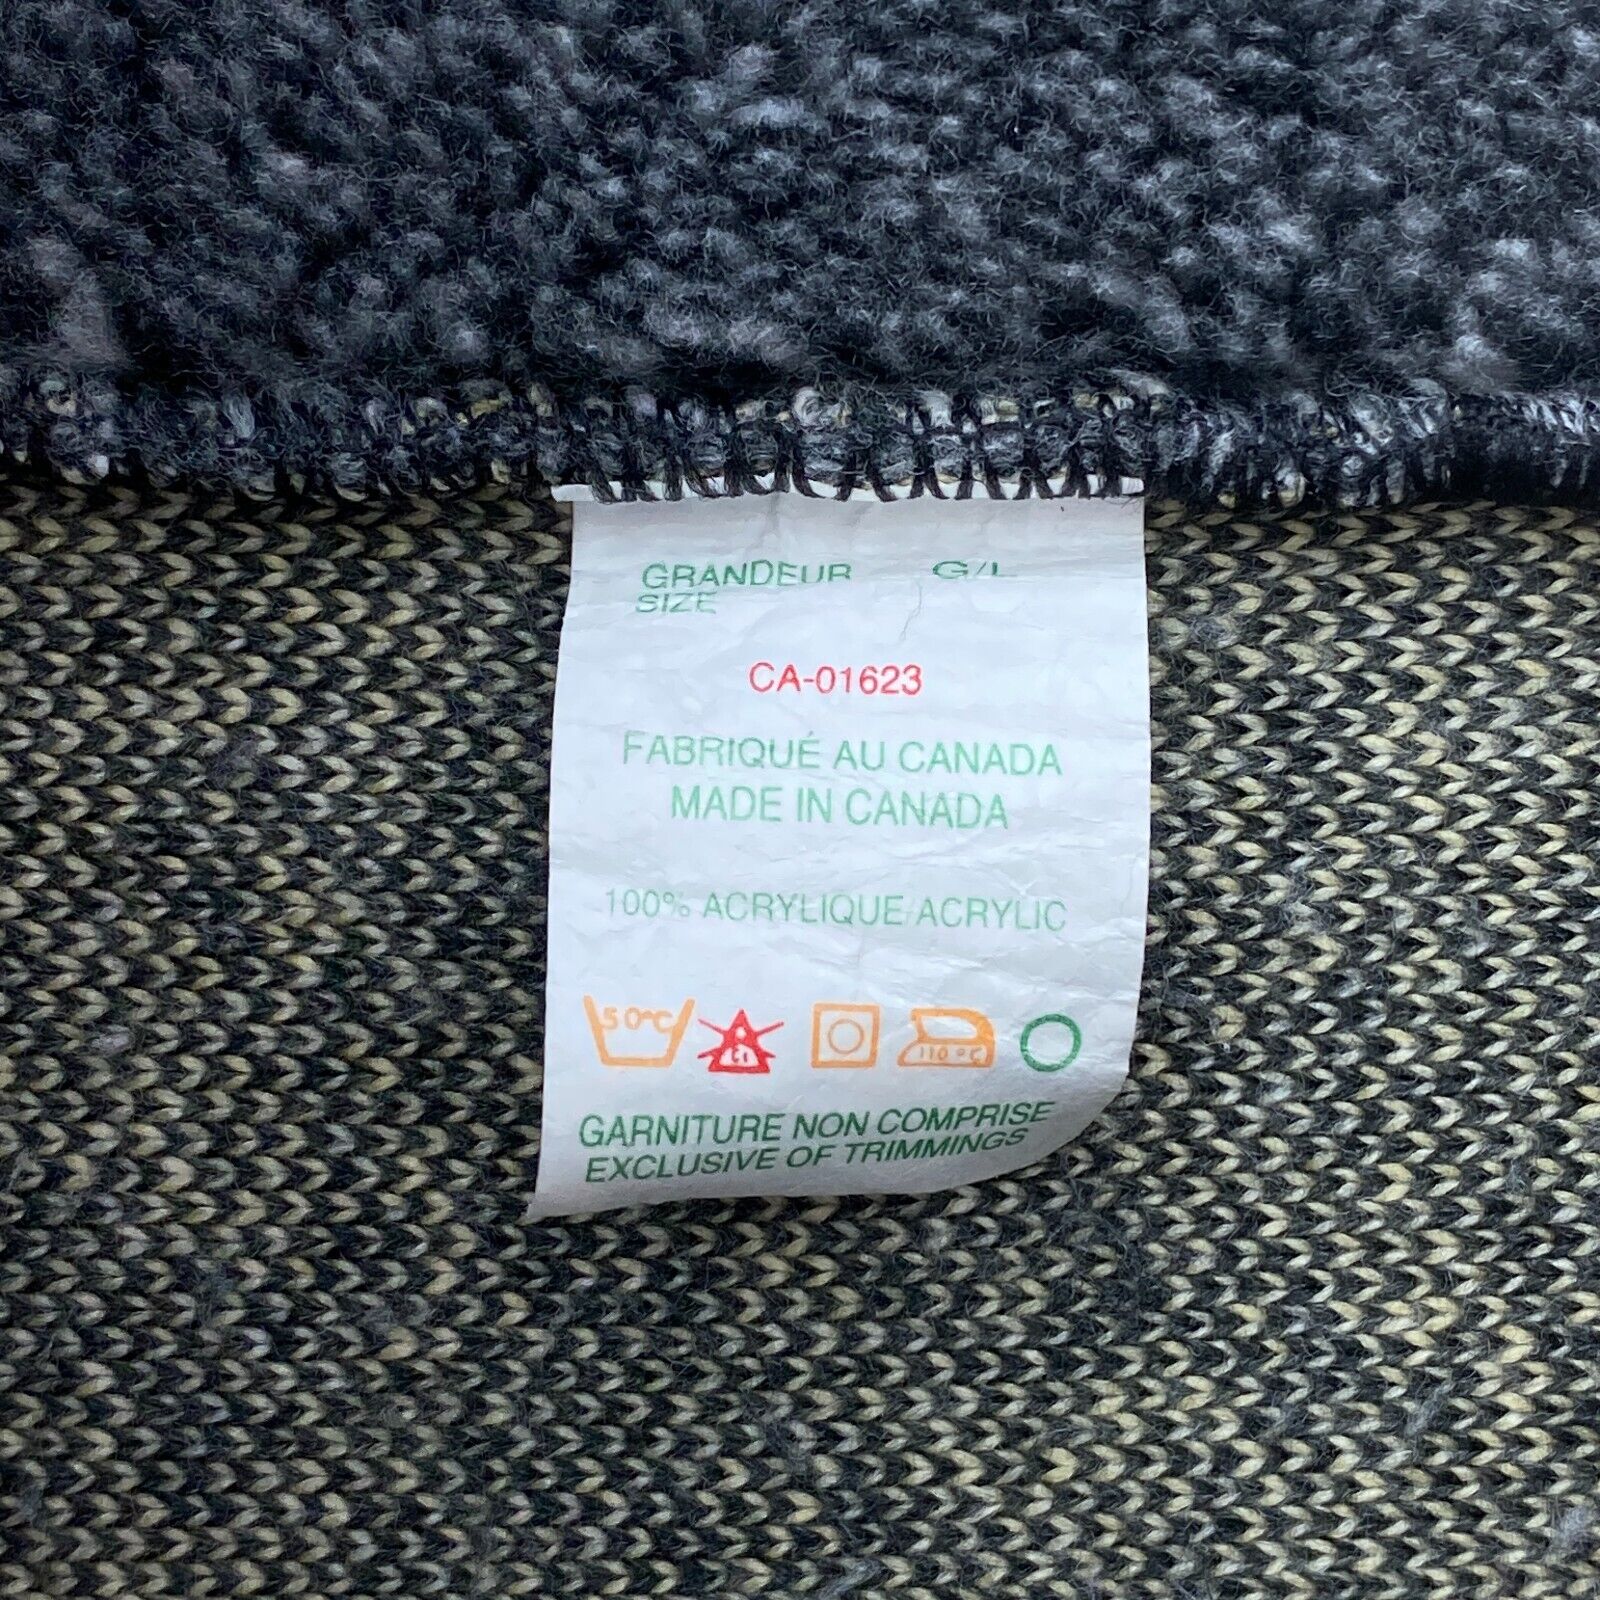 GRANDEUR G/L
SIZE
CA-01623
FABRIQUÉ AU CANADA
MADE IN CANADA
100% ACRYLIQUE-ACRYLIC
50°C CL 110°C
GARNITURE NON COMPRISE
EXCLUSIVE OF TRIMMINGS